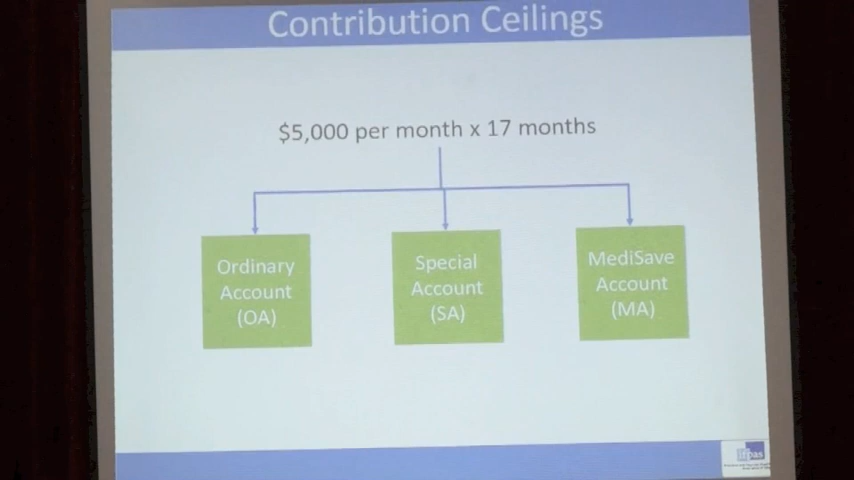 Contribution Ceilings
$5,000 per month x 17 months
Ordinary
Account
(OA)
Special
Account
(SA)
MediSave
Account
(MA)